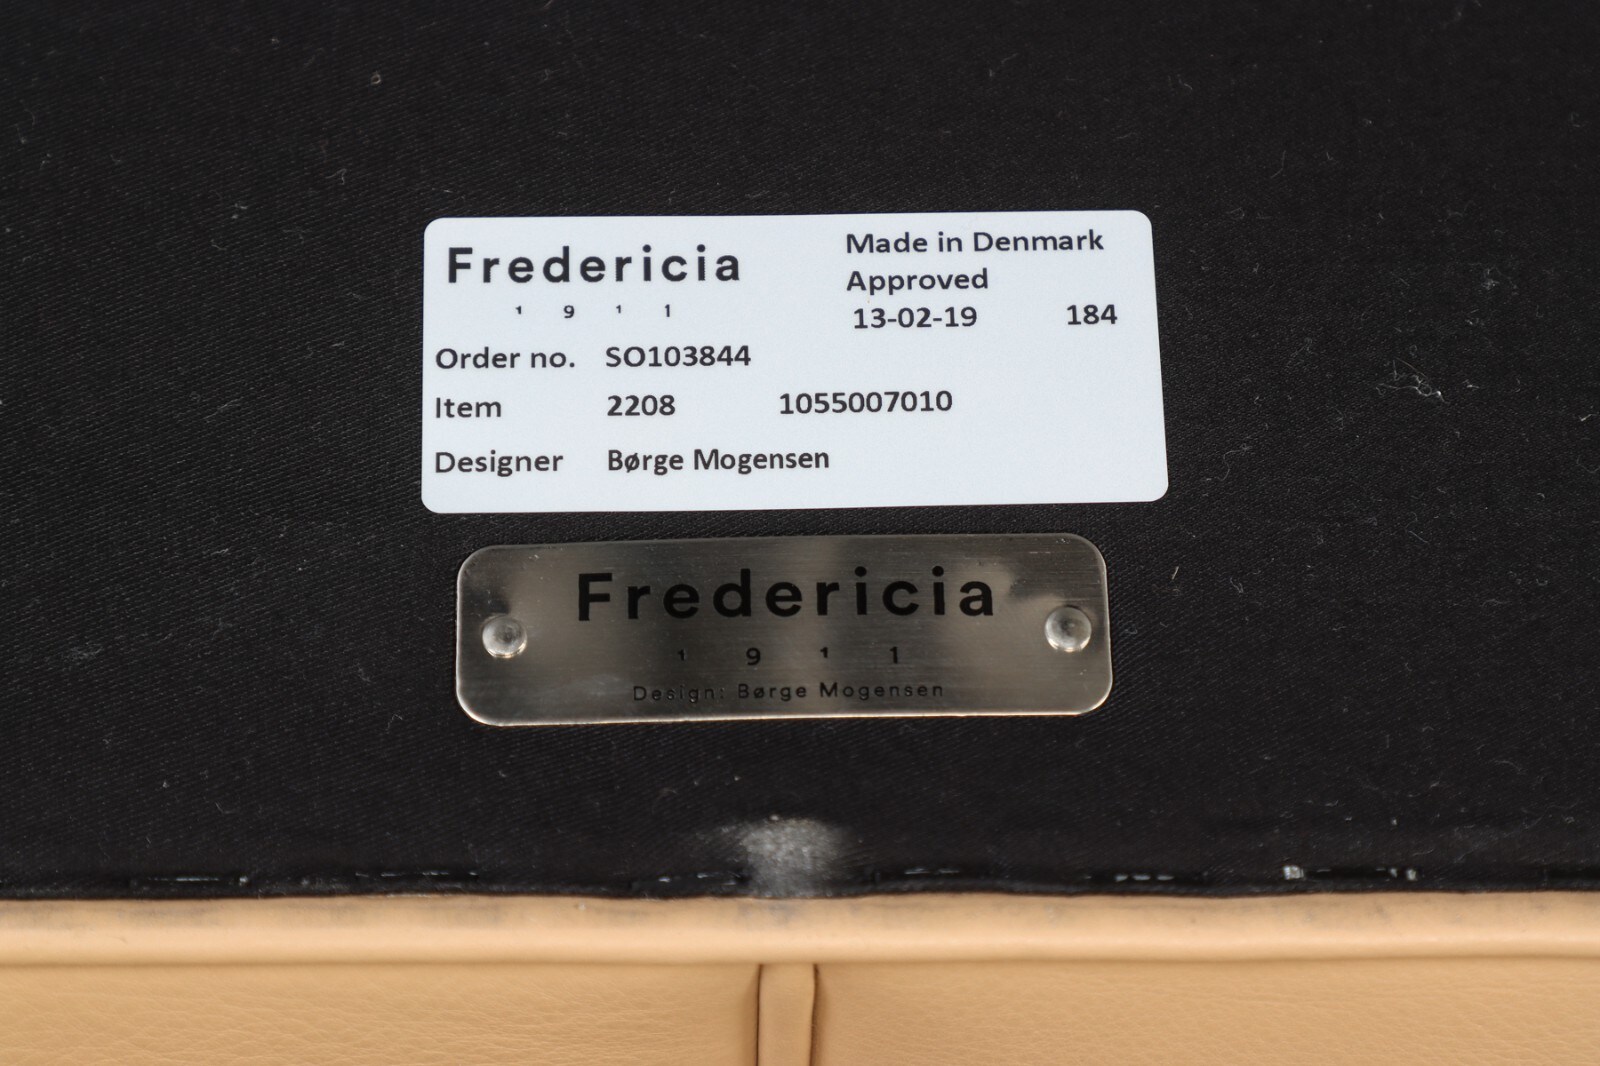 Fredericia
1 9 1 1
Made in Denmark
Approved
13-02-19 184
Order no. SO103844
Item 2208 1055007010
Designer Børge Mogensen
Fredericia
1 9 1 1
Design: Børge Mogensen